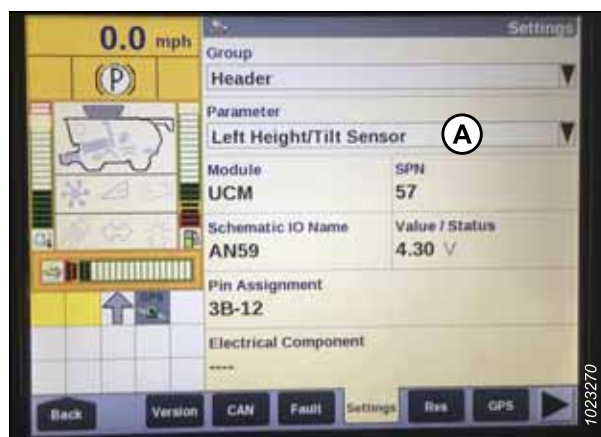 0.0 mph
Settings
(P)
Group
Header
Parameter
Left Height/Tilt Sensor
A
Module
SPN
UCM
57
Schematic IO Name
Value / Status
AN59
4.30 V
Pin Assignment
3B-12
GPS
Electrical Component
----
Back
Version
CAN
Fault
Settings
Res
GPS
1023270